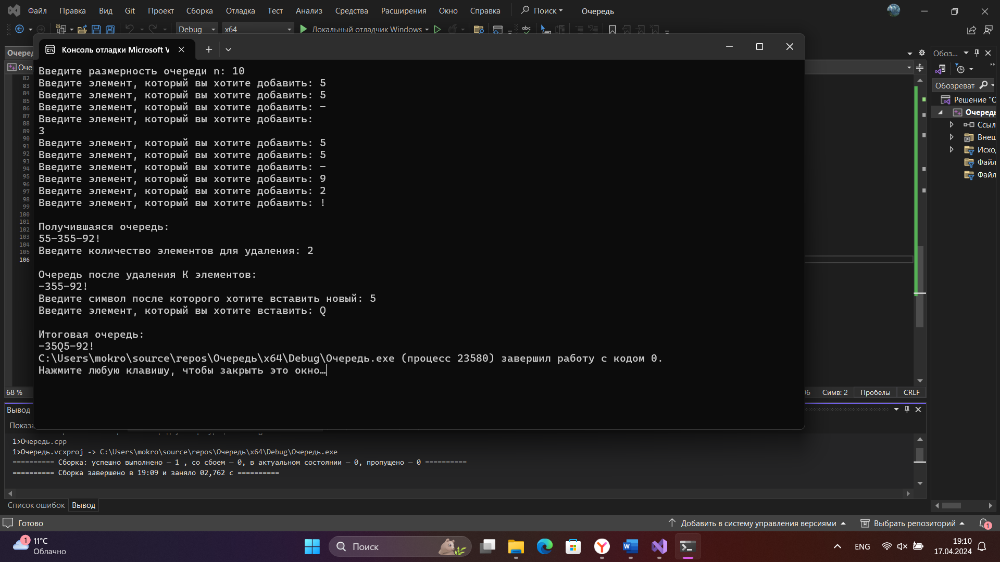 Файл Правка Вид Git Проект Сборка Отладка Тест Анализ Средства Расширения Окно Справка Поиск Очередь
Debug x64 Локальный отладчик Windows
Консоль отладки Microsoft V
Обоз...
Введите размерность очереди n: 10
Введите элемент, который вы хотите добавить: 5
Введите элемент, который вы хотите добавить: 5
Введите элемент, который вы хотите добавить: -
Введите элемент, который вы хотите добавить:
3
Введите элемент, который вы хотите добавить: 5
Введите элемент, который вы хотите добавить: 5
Введите элемент, который вы хотите добавить: -
Введите элемент, который вы хотите добавить: 9
Введите элемент, который вы хотите добавить: 2
Введите элемент, который вы хотите добавить: !
Получившаяся очередь:
55-355-92!
Введите количество элементов для удаления: 2
Очередь после удаления К элементов:
-355-92!
Введите символ после которого хотите вставить новый: 5
Введите элемент, который вы хотите вставить: Q
Итоговая очередь:
-35Q5-92!
C:\Users\mokro\source\repos\Очередь\x64\Debug\Очередь.exe (процесс 23580) завершил работу с кодом 0.
Нажмите любую клавишу, чтобы закрыть это окно…
82
83
84
85
86
87
88
89
90
91
92
93
94
95
96
97
98
99
100
101
102
103
104
105
106
Решение "О
Очередь
68 %
Симв: 2 Пробелы CRLF
Вывод
1>Очередь.cpp
1>Очередь.vcxproj -> C:\Users\mokro\source\repos\Очередь\x64\Debug\Очередь.exe
========== Сборка: успешно выполнено — 1 , со сбоем — 0, в актуальном состоянии — 0, пропущено — 0 ==========
========== Сборка завершено в 19:09 и заняло 02,762 с ==========
Список ошибок Вывод
Готово
Добавить в систему управления версиями Выбрать репозиторий 1
1 11°C
Облачно
Поиск
ENG
19:10
17.04.2024